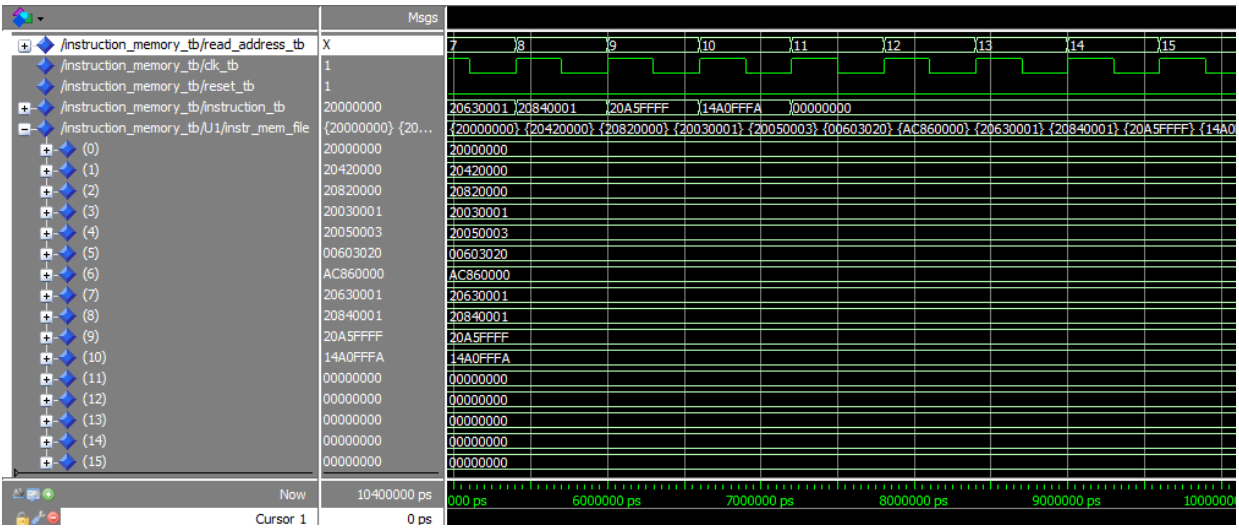 Msgs
/instruction_memory_tb/read_address_tb X 7 8 9 10 11 12 13 14 15
/instruction_memory_tb/clk_tb 1
/instruction_memory_tb/reset_tb 1
/instruction_memory_tb/instruction_tb 20000000 20630001 20840001 20A5FFFF 14A0FFFA 00000000
/instruction_memory_tb/U1/instr_mem_file {20000000} {20... {20000000} {20420000} {20820000} {20030001} {20050003} {00603020} {AC860000} {20630001} {20840001} {20A5FFFF} {14A0
(0) 20000000 20000000
(1) 20420000 20420000
(2) 20820000 20820000
(3) 20030001 20030001
(4) 20050003 20050003
(5) 00603020 00603020
(6) AC860000 AC860000
(7) 20630001 20630001
(8) 20840001 20840001
(9) 20A5FFFF 20A5FFFF
(10) 14A0FFFA 14A0FFFA
(11) 00000000 00000000
(12) 00000000 00000000
(13) 00000000 00000000
(14) 00000000 00000000
(15) 00000000 00000000
Now 10400000 ps 000 ps 6000000 ps 7000000 ps 8000000 ps 9000000 ps 1000000
Cursor 1 0 ps